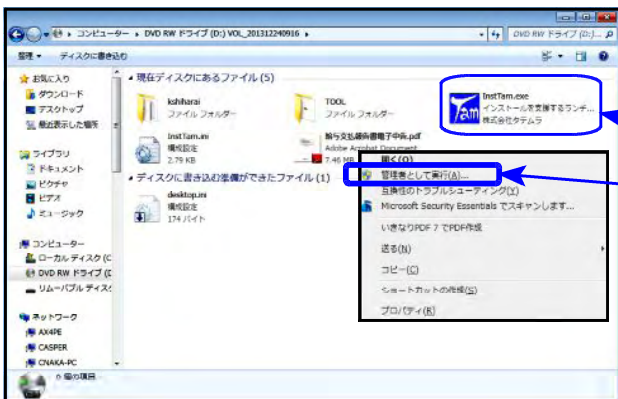 コンピューター ▸ DVD RW ドライブ (D:) VOL_201312240916 ▸
DVD RW ドライブ (D:)...
整理 ▾ ディスクに書き込む
お気に入り
ダウンロード
デスクトップ
最近表示した場所
ライブラリ
ドキュメント
ピクチャ
ビデオ
ミュージック
コンピューター
ローカル ディスク (C
DVD RW ドライブ (D
リムーバブル ディスク
ネットワーク
AX4PE
CASPER
CNAKA-PC
現在ディスクにあるファイル (5)
kshiharai
ファイル フォルダー
TOOL
ファイル フォルダー
Tam
InstTam.exe
インストールを支援するランチ...
株式会社タテムラ
InstTam.ini
構成設定
2.79 KB
給与支払報告書電子申告.pdf
Adobe Acrobat Document
7.46 MB
ディスクに書き込む準備ができたファイル (1)
desktop.ini
構成設定
174 バイト
開く(O)
管理者として実行(A)...
互換性のトラブルシューティング(Y)
Microsoft Security Essentials でスキャンします...
いきなりPDF 7 でPDF作成
送る(N)
コピー(C)
ショートカットの作成(S)
プロパティ(R)
6 個の項目